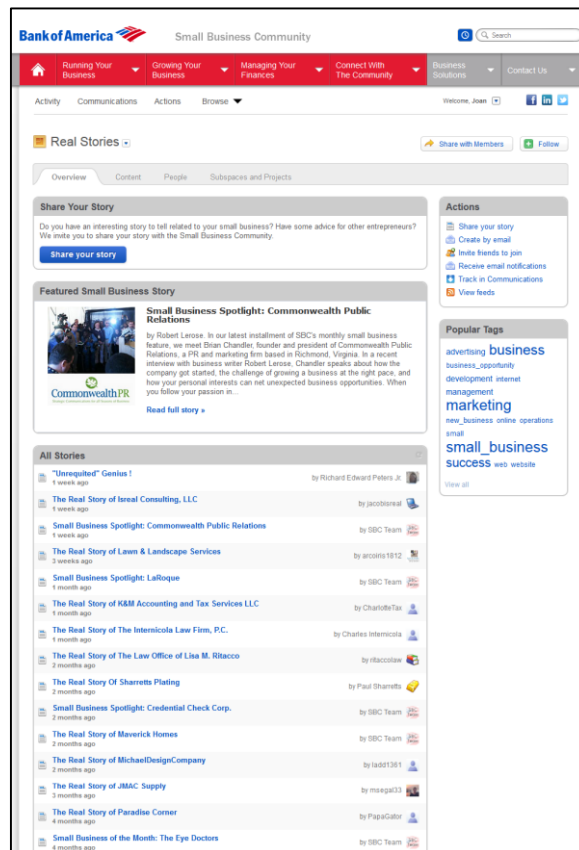 Bank of America
Small Business Community
Search
Running Your Business
Growing Your Business
Managing Your Finances
Connect With The Community
Business Solutions
Contact Us
Activity
Communications
Actions
Browse
Welcome, Joan
Real Stories
Share with Members
Follow
Overview
Content
People
Subspaces and Projects
Share Your Story
Do you have an interesting story to tell related to your small business? Have some advice for other entrepreneurs?
We invite you to share your story with the Small Business Community.
Share your story
Featured Small Business Story
Small Business Spotlight: Commonwealth Public
Relations
by Robert Lerose. In our latest installment of SBC's monthly small business
feature, we meet Brian Chandler, founder and president of Commonwealth Public
Relations, a PR and marketing firm based in Richmond, Virginia. In a recent
interview with business writer Robert Lerose, Chandler speaks about how the
company got started, the challenge of growing a business at the right pace, and
how your personal interests can net unexpected business opportunities. When
you follow your passion in...
Read full story »
CommonwealthPR
All Stories
"Unrequited" Genius !
1 week ago
by Richard Edward Peters Jr.
The Real Story of Isreal Consulting, LLC
1 week ago
by jacobisreal
Small Business Spotlight: Commonwealth Public Relations
1 week ago
by SBC Team
The Real Story of Lawn & Landscape Services
3 weeks ago
by arcoiris1812
Small Business Spotlight: LaRoque
1 month ago
by SBC Team
The Real Story of K&M Accounting and Tax Services LLC
1 month ago
by CharlotteTax
The Real Story of The Internicola Law Firm, P.C.
1 month ago
by Charles Internicola
The Real Story of The Law Office of Lisa M. Ritacco
2 months ago
by ritaccolaw
The Real Story Of Sharretts Plating
2 months ago
by Paul Sharretts
Small Business Spotlight: Credential Check Corp.
2 months ago
by SBC Team
The Real Story of Maverick Homes
2 months ago
by SBC Team
The Real Story of MichaelDesignCompany
2 months ago
by ladd1381
The Real Story of JMAC Supply
3 months ago
by msegal33
The Real Story of Paradise Corner
4 months ago
by PapaGator
Small Business of the Month: The Eye Doctors
4 months ago
by SBC Team
Actions
Share your story
Create by email
Invite friends to join
Receive email notifications
Track in Communications
View feeds
Popular Tags
advertising business
business_opportunity
development internet
management
marketing
new_business online operations
small
small_business
success web website
View all